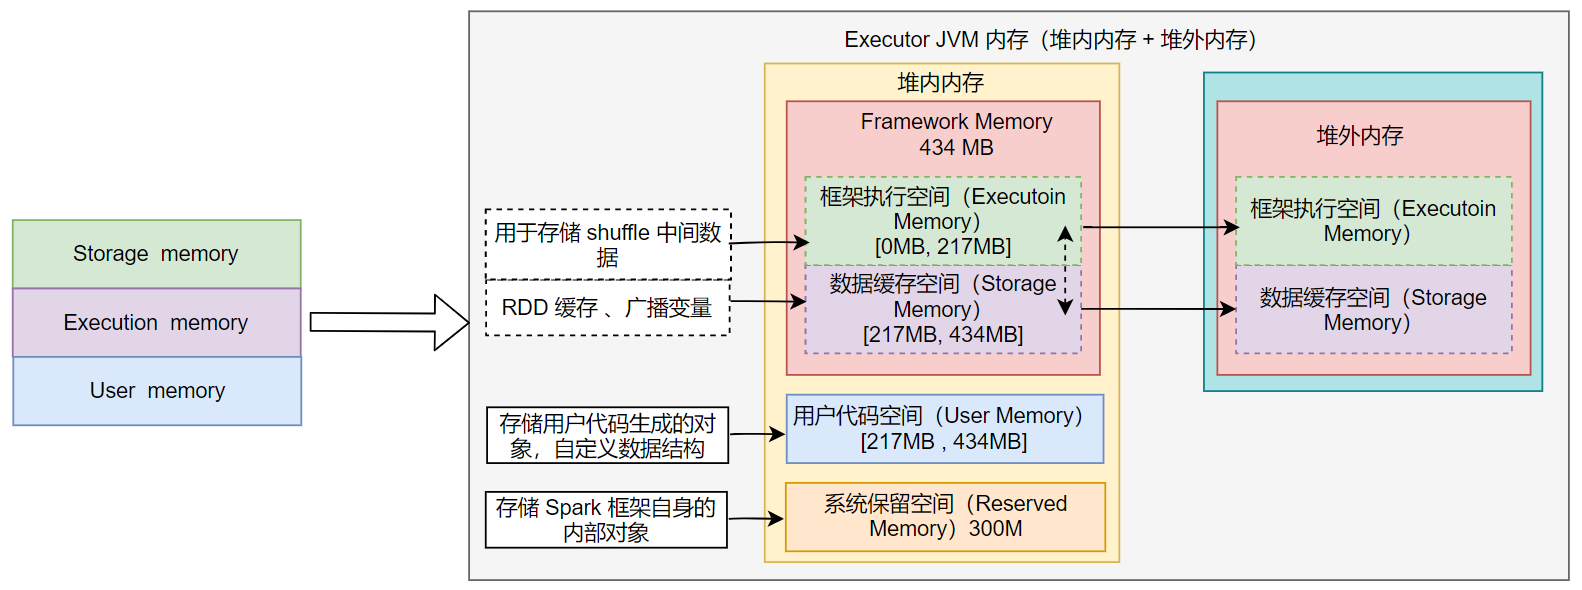 Executor JVM 内存（堆内内存 + 堆外内存）
堆内内存
Framework Memory
434 MB
框架执行空间（Executoin
Memory）
[0MB, 217MB]
数据缓存空间（Storage
Memory）
[217MB, 434MB]
用户代码空间（User Memory）
[217MB , 434MB]
系统保留空间（Reserved
Memory）300M
堆外内存
框架执行空间（Executoin
Memory）
数据缓存空间（Storage
Memory）
用于存储 shuffle 中间数
据
RDD 缓存 、广播变量
存储用户代码生成的对
象，自定义数据结构
存储 Spark 框架自身的
内部对象
Storage  memory
Execution  memory
User  memory